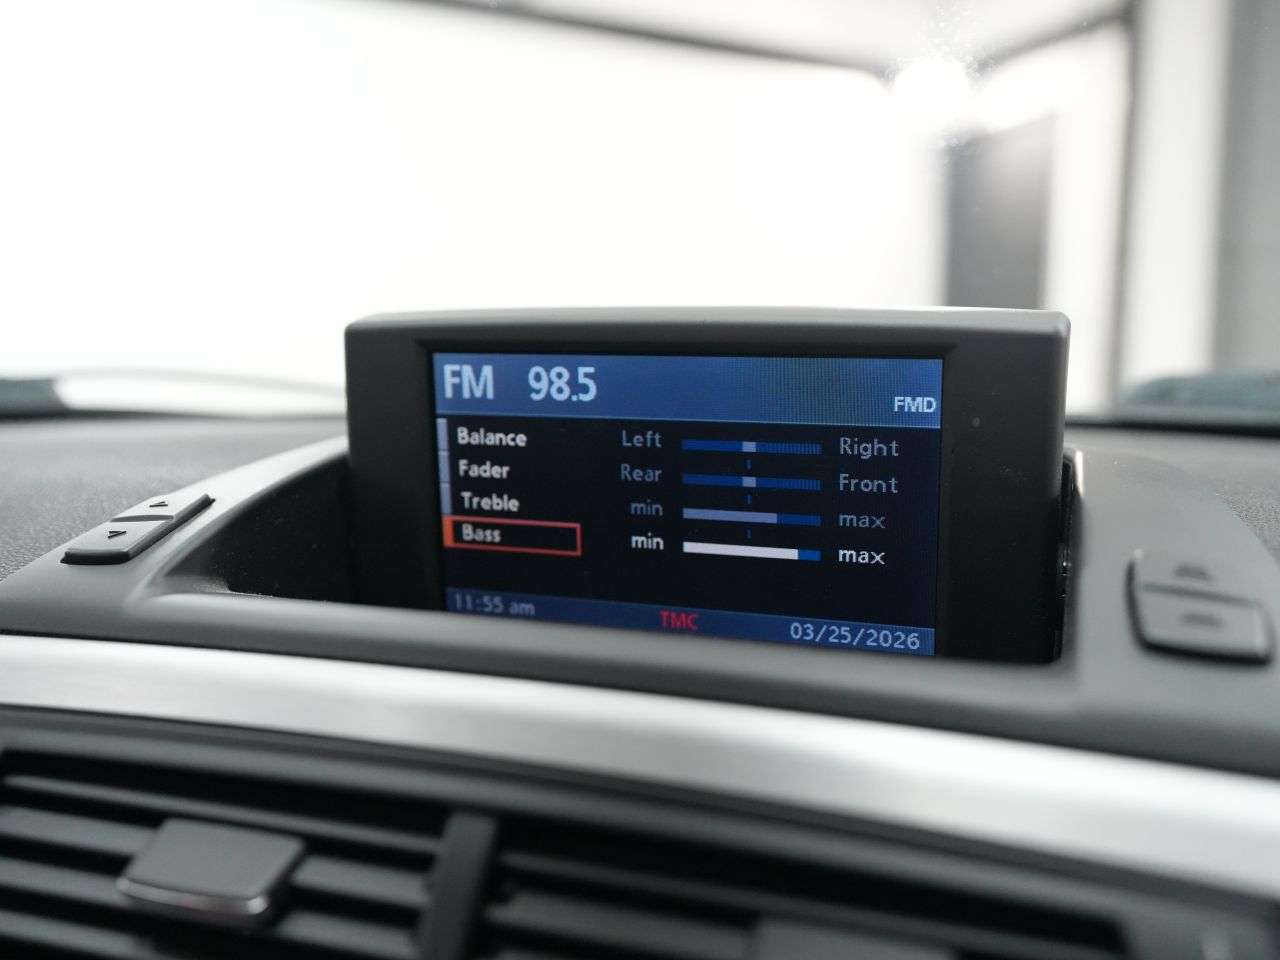 FM 98.5
FMD
Balance Left Right
Fader Rear Front
Treble min max
Bass min max
11:55 am TMC 03/25/2026